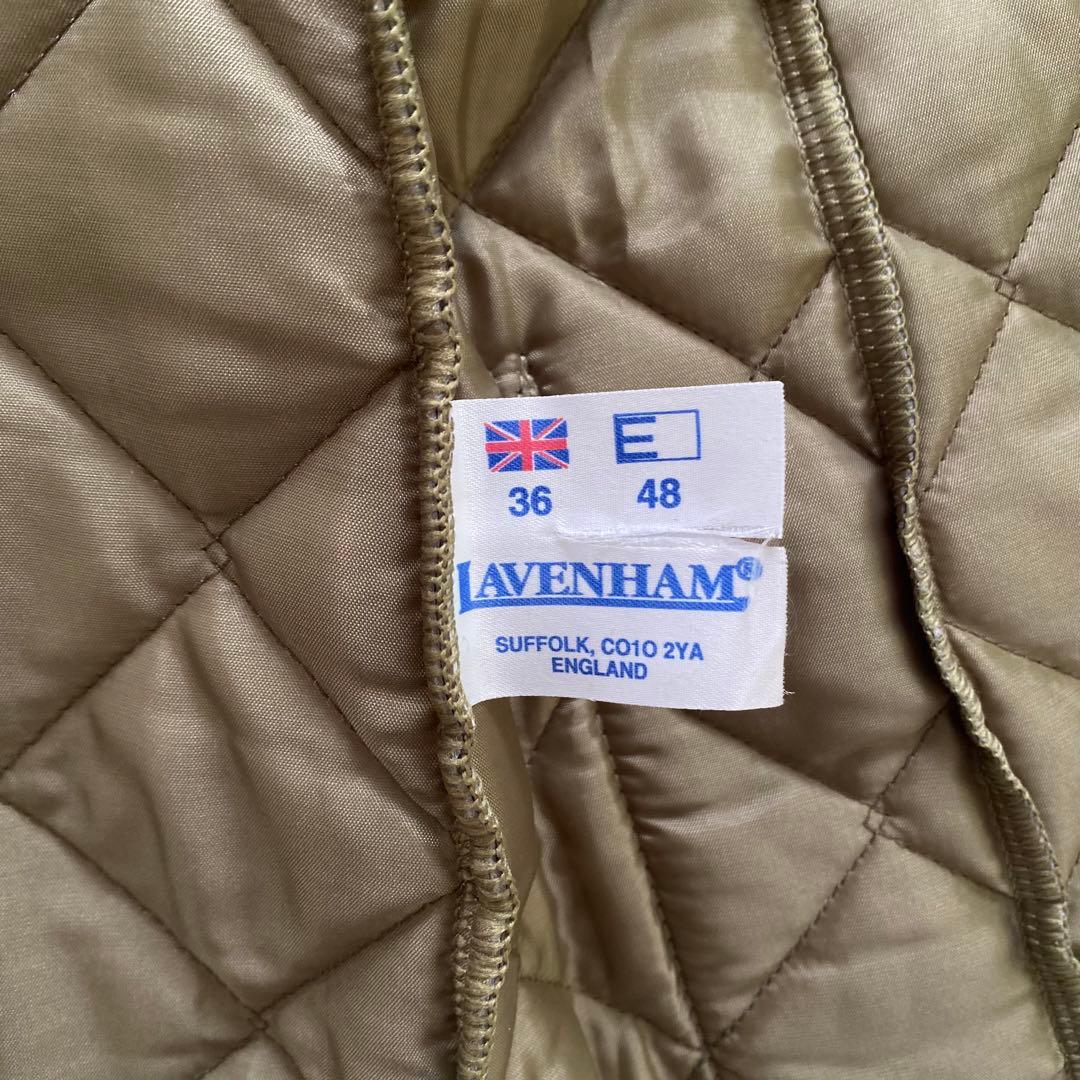 E
36 48
LAVENHAM®
SUFFOLK, CO10 2YA
ENGLAND